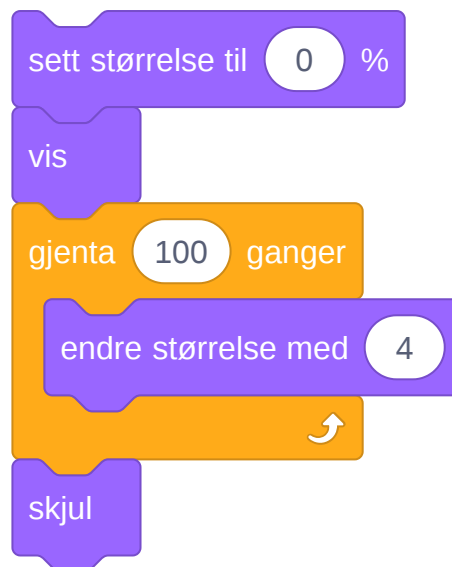 sett størrelse til 0 %
vis
gjenta 100 ganger
endre størrelse med 4
skjul